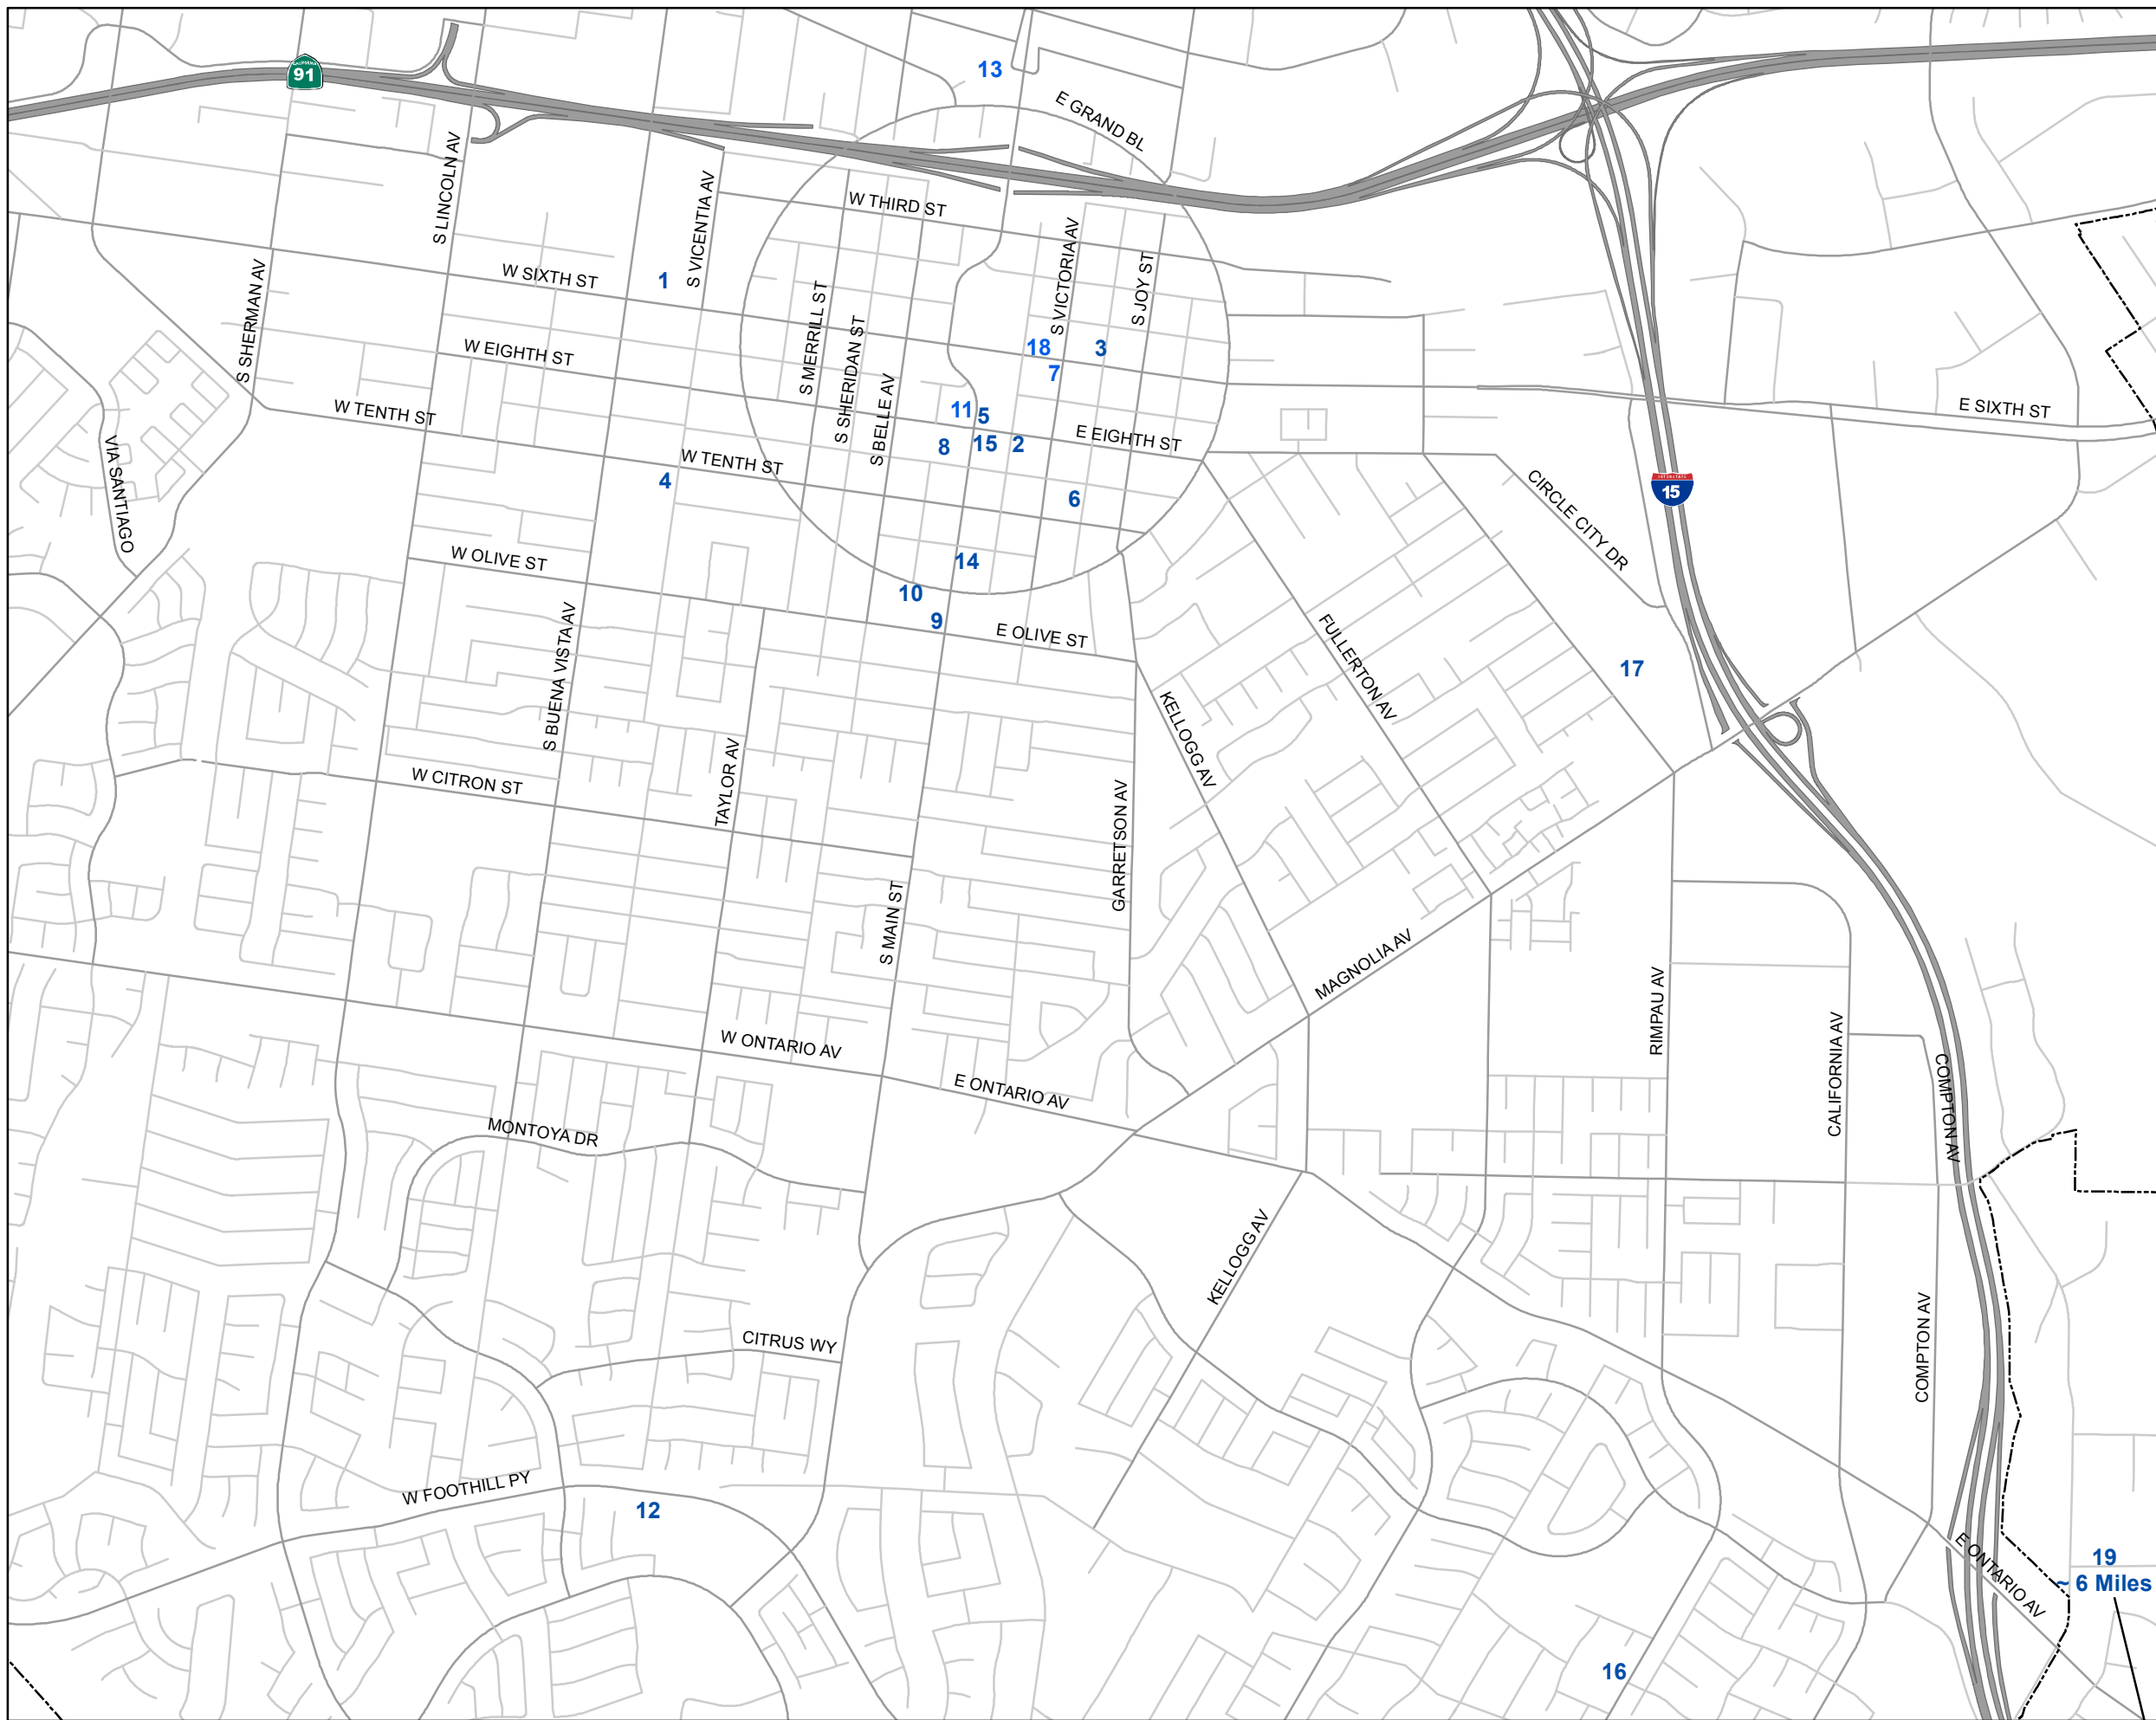 13
CALIFORNIA
91
E GRAND BL
S LINCOLN AV
W THIRD ST
S VICENTIA AV
S VICTORIA AV
S JOY ST
W SIXTH ST
1
S SHERMAN AV
S MERRILL ST
S SHERIDAN ST
W EIGHTH ST
18
3
7
S BELLE AV
W TENTH ST
11
5
E SIXTH ST
8
15
2
E EIGHTH ST
VIA SANTIAGO
W TENTH ST
4
6
CIRCLE CITY DR
INTERSTATE
15
W OLIVE ST
14
10
9
E OLIVE ST
S BUENA VISTA AV
FULLERTON AV
17
KELLOGG AV
W CITRON ST
TAYLOR AV
GARRETSON AV
S MAIN ST
MAGNOLIA AV
RIMPAU AV
W ONTARIO AV
CALIFORNIA AV
COMPTON AV
E ONTARIO AV
MONTOYA DR
KELLOGG AV
CITRUS WY
COMPTON AV
W FOOTHILL PY
12
E ONTARIO AV
19
~ 6 Miles
16